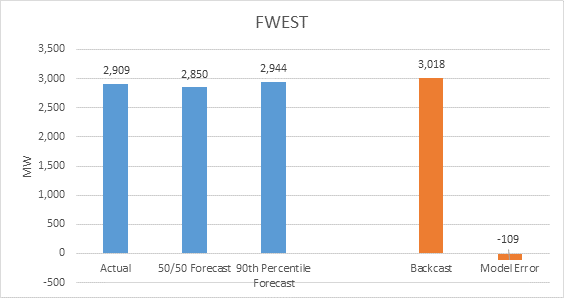 FWEST
3,500
3,000
2,500
2,000
1,500
1,000
500
0
-500
MW
2,909
2,850
2,944
3,018
-109
Actual
50/50 Forecast
90th Percentile
Forecast
Backcast
Model Error